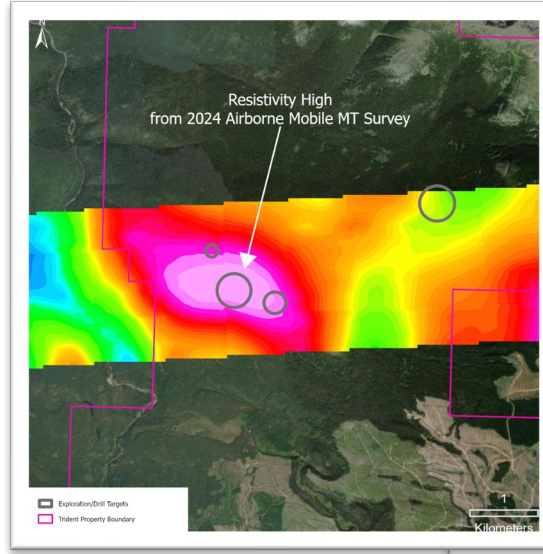 N
Resistivity High
from 2024 Airborne Mobile MT Survey
Exploration/Drill Targets
Trident Property Boundary
1
Kilometers